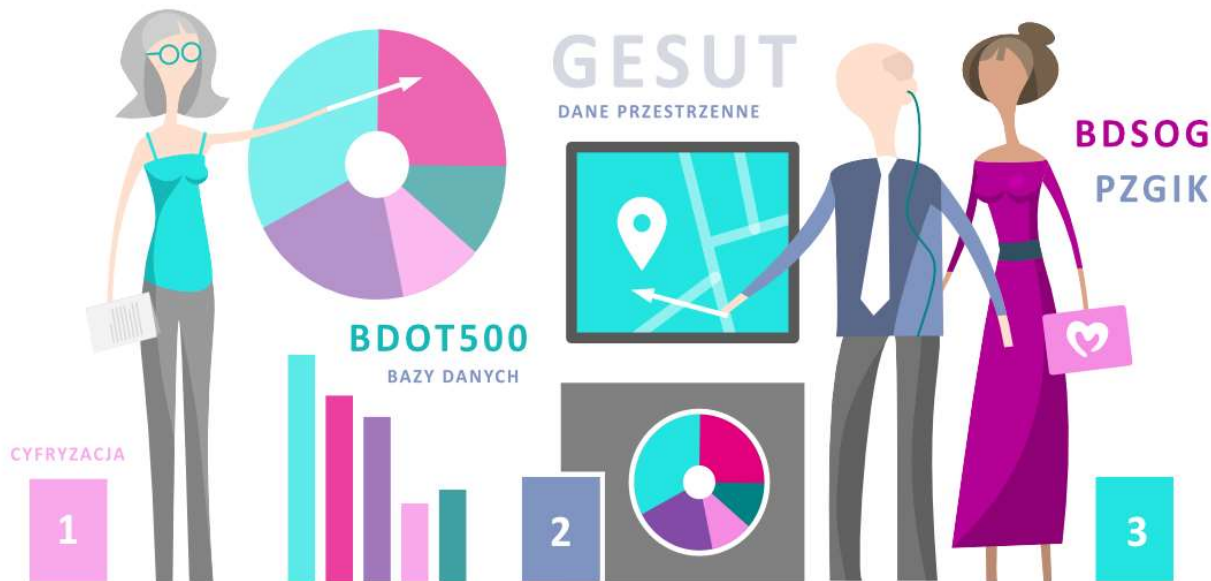 GESUT
DANE PRZESTRZENNE
BDSOG
PZGIK
BDOT500
BAZY DANYCH
CYFRYZACJA
1
2
3